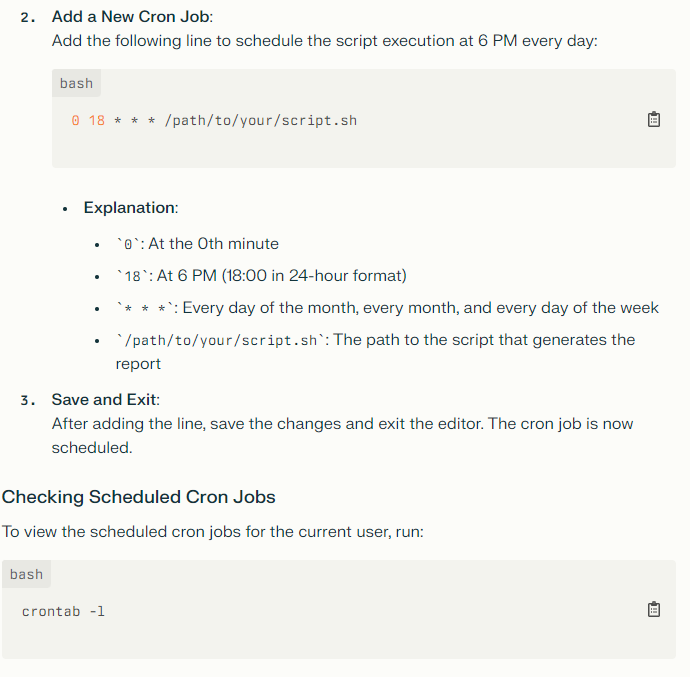 2. Add a New Cron Job:
Add the following line to schedule the script execution at 6 PM every day:
bash
0 18 * * * /path/to/your/script.sh
• Explanation:
• `0`: At the 0th minute
• `18`: At 6 PM (18:00 in 24-hour format)
• `* * *`: Every day of the month, every month, and every day of the week
• `/path/to/your/script.sh`: The path to the script that generates the
report
3. Save and Exit:
After adding the line, save the changes and exit the editor. The cron job is now
scheduled.
Checking Scheduled Cron Jobs
To view the scheduled cron jobs for the current user, run:
bash
crontab -l